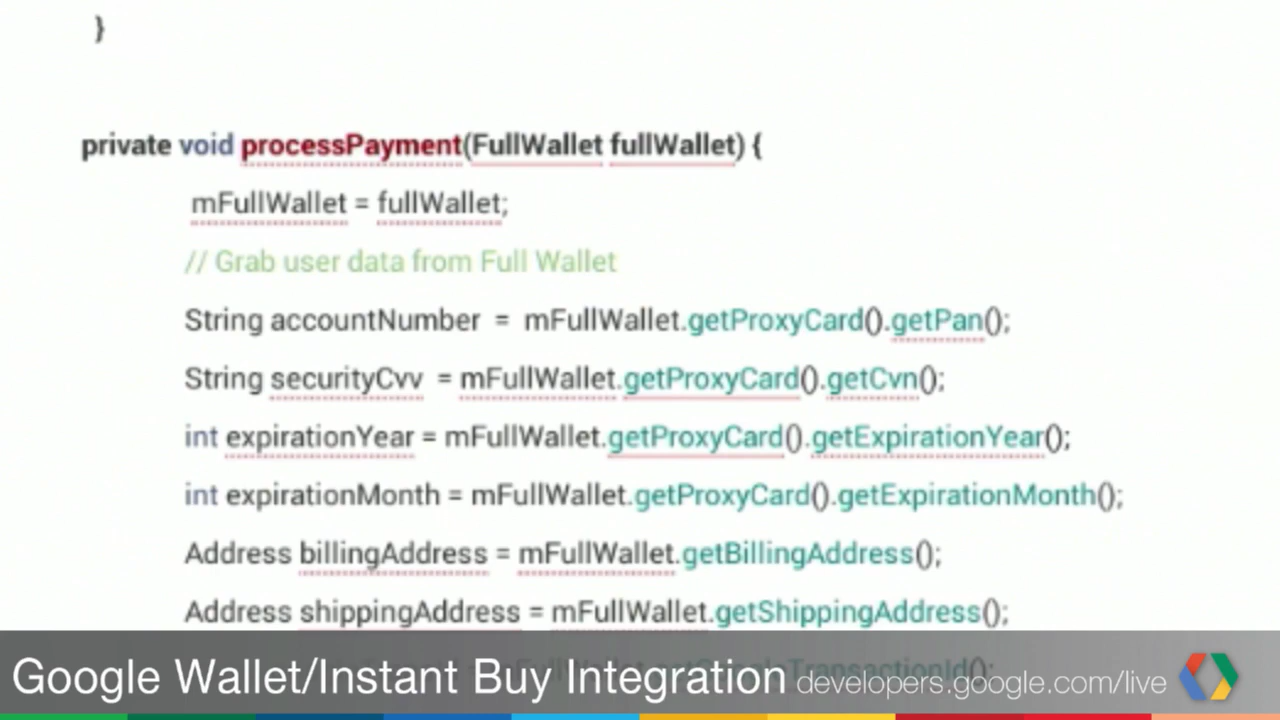 }
private void processPayment(FullWallet fullWallet) {
mFullWallet = fullWallet;
// Grab user data from Full Wallet
String accountNumber = mFullWallet.getProxyCard().getPan();
String securityCvv = mFullWallet.getProxyCard().getCvn();
int expirationYear = mFullWallet.getProxyCard().getExpirationYear();
int expirationMonth = mFullWallet.getProxyCard().getExpirationMonth();
Address billingAddress = mFullWallet.getBillingAddress();
Address shippingAddress = mFullWallet.getShippingAddress();
Google Wallet/Instant Buy Integration developers.google.com/live